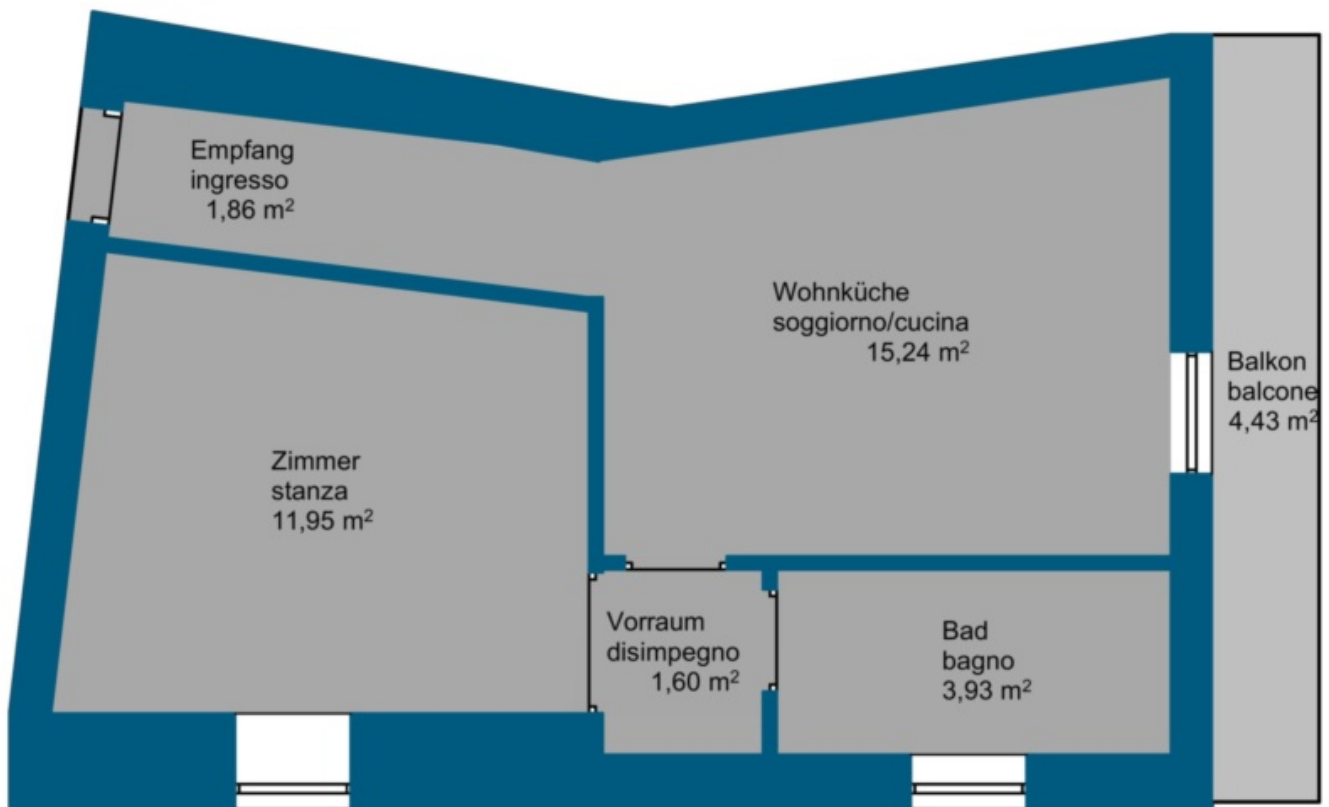 Empfang
ingresso
1,86 m²
Wohnküche
soggiorno/cucina
15,24 m²
Balkon
balcone
4,43 m²
Zimmer
stanza
11,95 m²
Vorraum
disimpegno
1,60 m²
Bad
bagno
3,93 m²